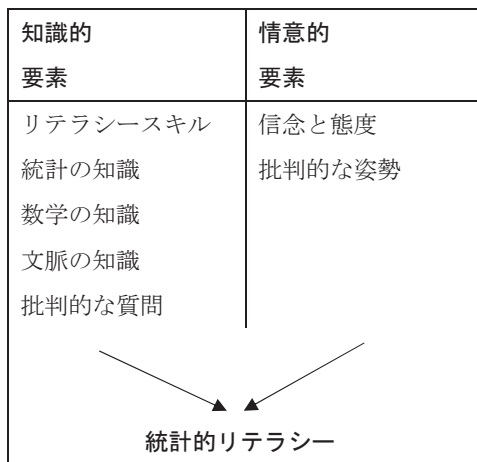 知識的
要素
情意的
要素
リテラシースキル
統計の知識
数学の知識
文脈の知識
批判的な質問
信念と態度
批判的な姿勢
統計的リテラシー